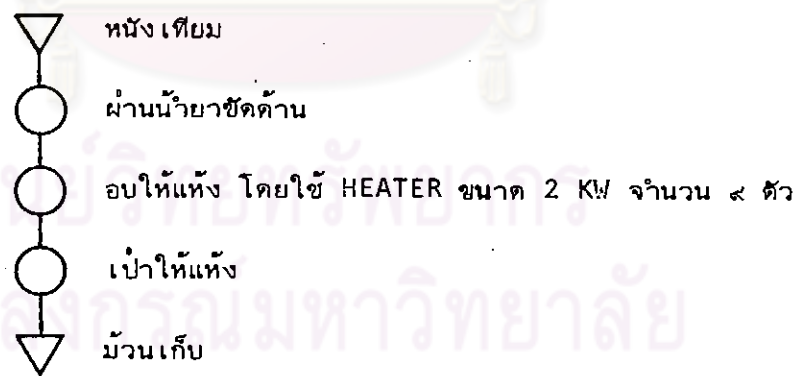 หนังเทียม
ผ่านน้ำยาขัดด้าน
อบให้แห้ง โดยใช้ HEATER ขนาด 2 KW จำนวน ๙ ตัว
เป่าให้แห้ง
ม้วนเก็บ